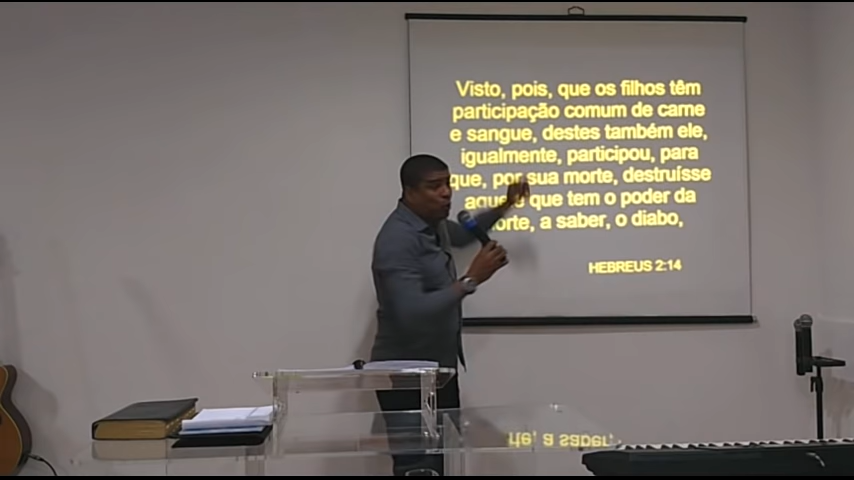 Visto, pois, que os filhos têm
participação comum de carne
e sangue, destes também ele,
igualmente, participou, para
que, por sua morte, destruísse
que tem o poder da
a saber, o diabo,
HEBREUS 2:14
a saber,